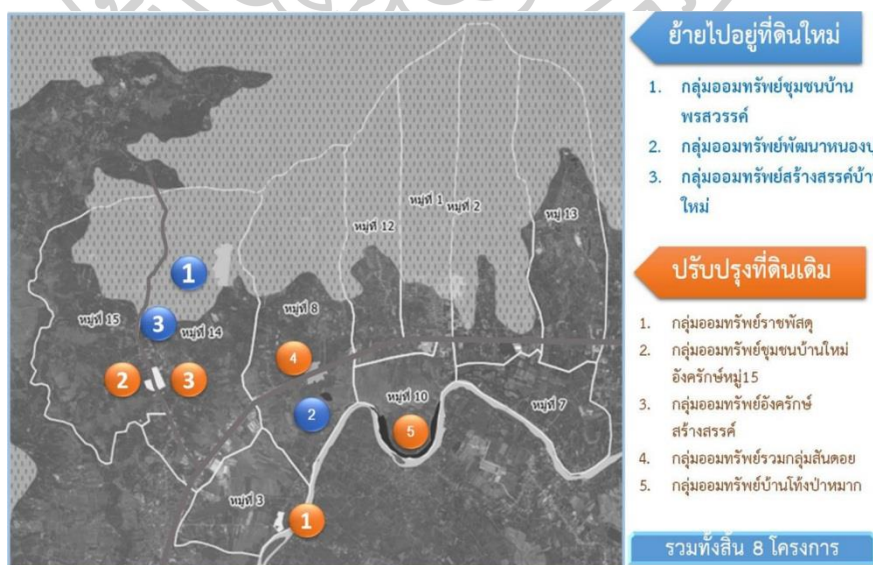 ย้ายไปอยู่ที่ดินใหม่
1. กลุ่มออมทรัพย์ชุมชนบ้าน
พรสวรรค์
2. กลุ่มออมทรัพย์พัฒนาหนองบ
3. กลุ่มออมทรัพย์สร้างสรรค์บ้า
ใหม่
ปรับปรุงที่ดินเดิม
1. กลุ่มออมทรัพย์ราชพัสดุ
2. กลุ่มออมทรัพย์ชุมชนบ้านใหม่
อังครักษ์หมู่15
3. กลุ่มออมทรัพย์อังครักษ์
สร้างสรรค์
4. กลุ่มออมทรัพย์รวมกลุ่มสันดอย
5. กลุ่มออมทรัพย์บ้านโท้งป่าหมาก
รวมทั้งสิ้น 8 โครงการ
หมู่ที่ 1
หมู่ที่ 2
หมู่ 13
หมู่ที่ 12
1
หมู่ที่ 8
หมู่ที่ 15
3
หมู่ที่ 14
4
2
3
หมู่ที่ 10
หมู่ที่ 7
2
5
หมู่ที่ 3
1